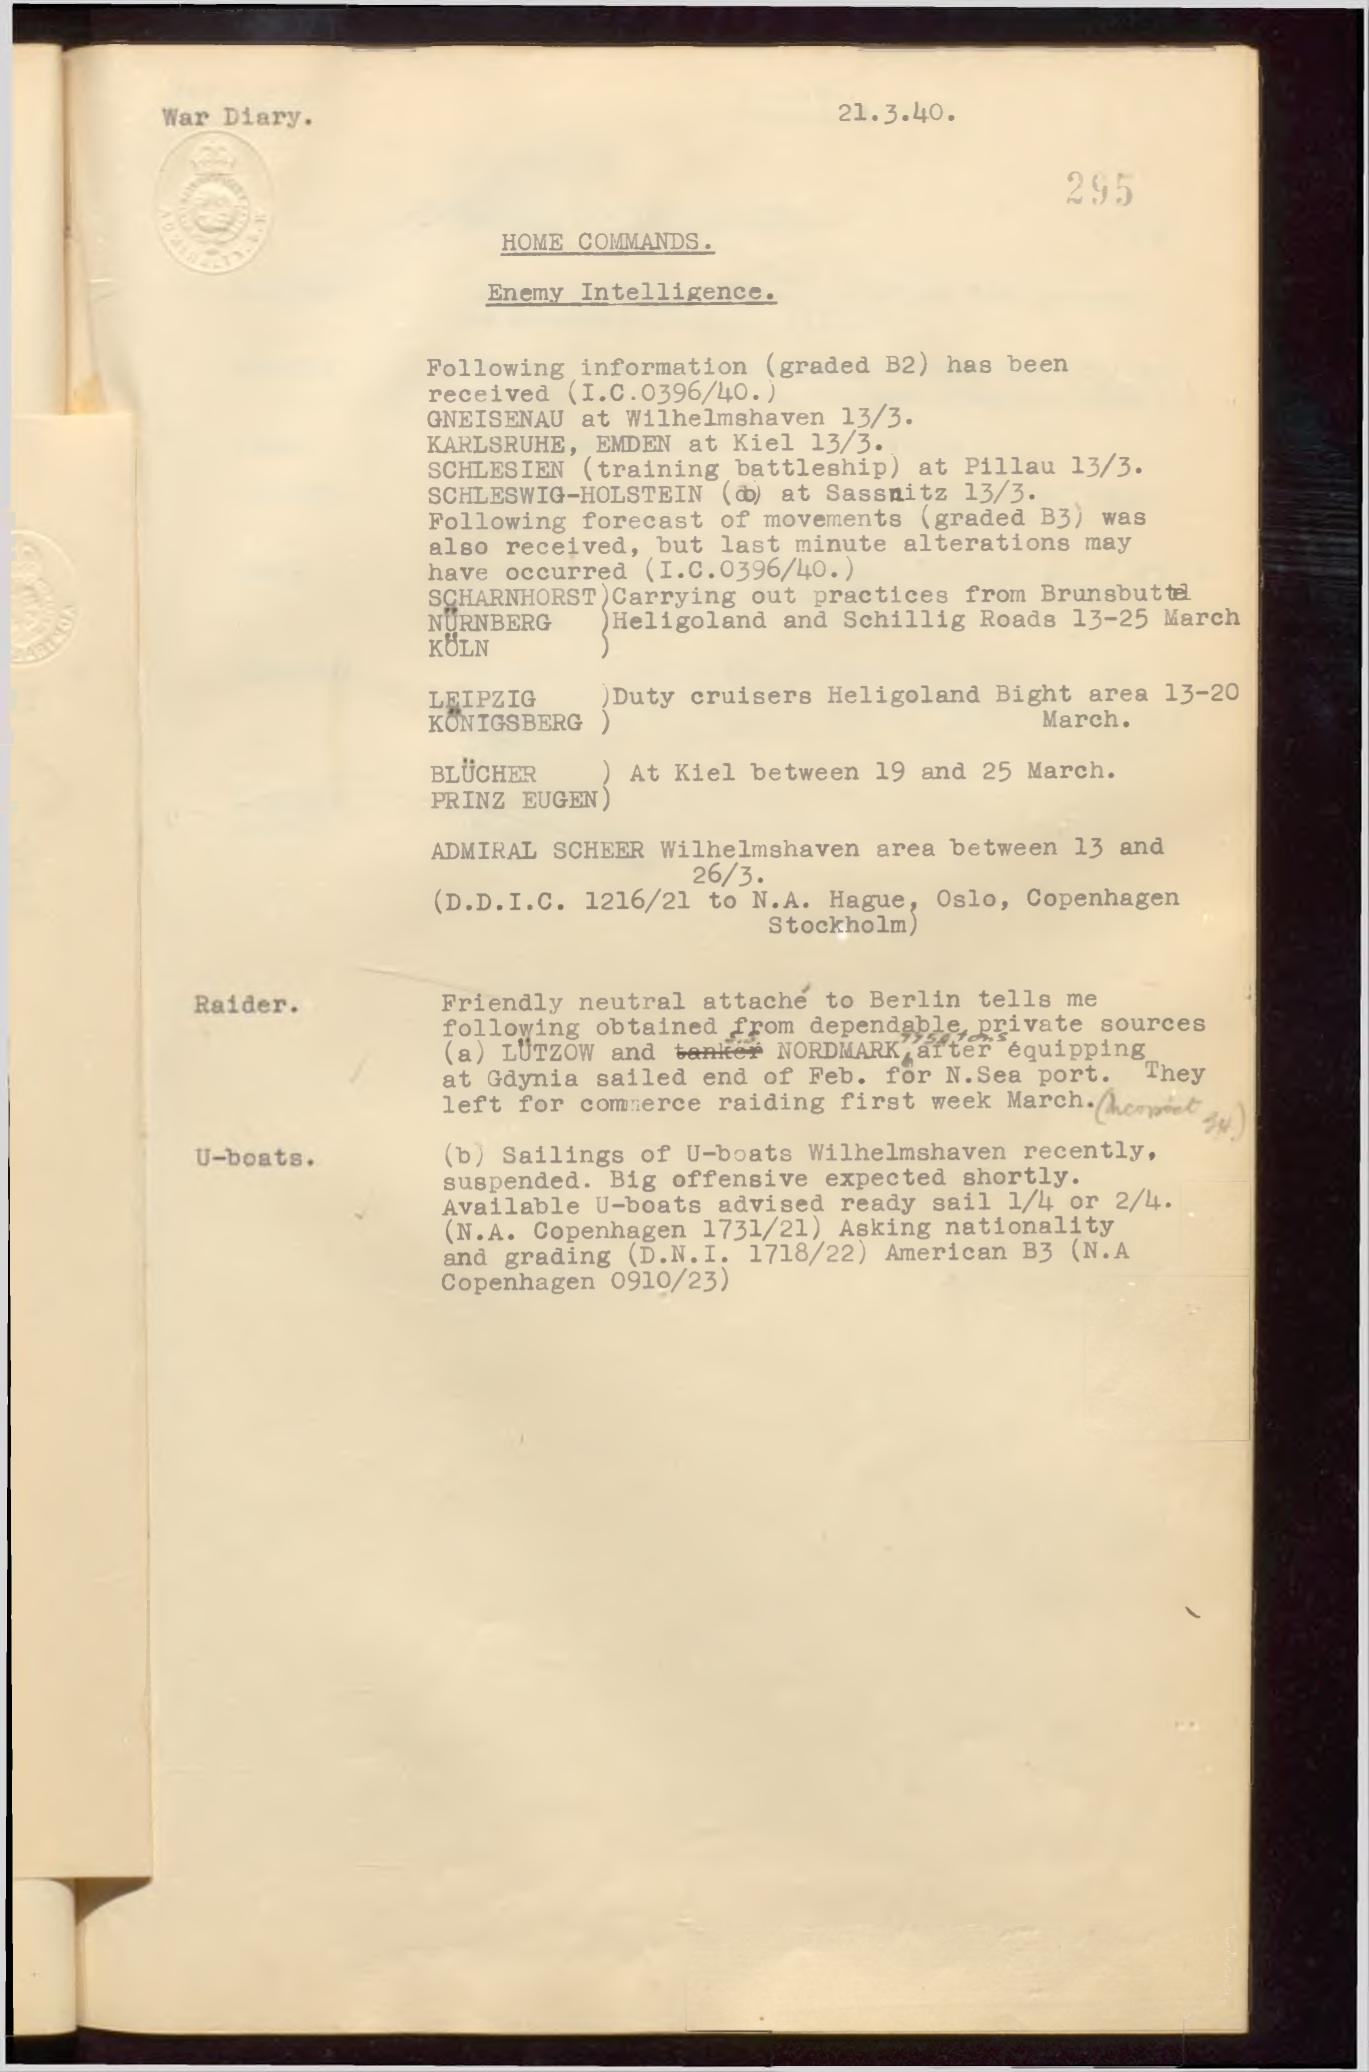 War Diary.
21.3.40.
295
HOME COMMANDS.
Enemy Intelligence.
Following information (graded B2) has been
received (I.C.0396/40.)
GNEISENAU at Wilhelmshaven 13/3.
KARLSRUHE, EMDEN at Kiel 13/3.
SCHLESIEN (training battleship) at Pillau 13/3.
SCHLESWIG-HOLSTEIN (do) at Sassnitz 13/3.
Following forecast of movements (graded B3) was
also received, but last minute alterations may
have occurred (I.C.0396/40.)
SCHARNHORST)Carrying out practices from Brunsbuttel
NÜRNBERG )Heligoland and Schillig Roads 13-25 March
KÖLN )
LEIPZIG )Duty cruisers Heligoland Bight area 13-20
KÖNIGSBERG ) March.
BLÜCHER ) At Kiel between 19 and 25 March.
PRINZ EUGEN)
ADMIRAL SCHEER Wilhelmshaven area between 13 and
26/3.
(D.D.I.C. 1216/21 to N.A. Hague, Oslo, Copenhagen
Stockholm)
Raider.
Friendly neutral attaché to Berlin tells me
following obtained from dependable private sources
(a) LÜTZOW and tanker NORDMARK, after equipping
at Gdynia sailed end of Feb. for N.Sea port. They
left for commerce raiding first week March. (Incorrect
U-boats.
(b) Sailings of U-boats Wilhelmshaven recently,
suspended. Big offensive expected shortly.
Available U-boats advised ready sail 1/4 or 2/4.
(N.A. Copenhagen 1731/21) Asking nationality
and grading (D.N.I. 1718/22) American B3 (N.A
Copenhagen 0910/23)